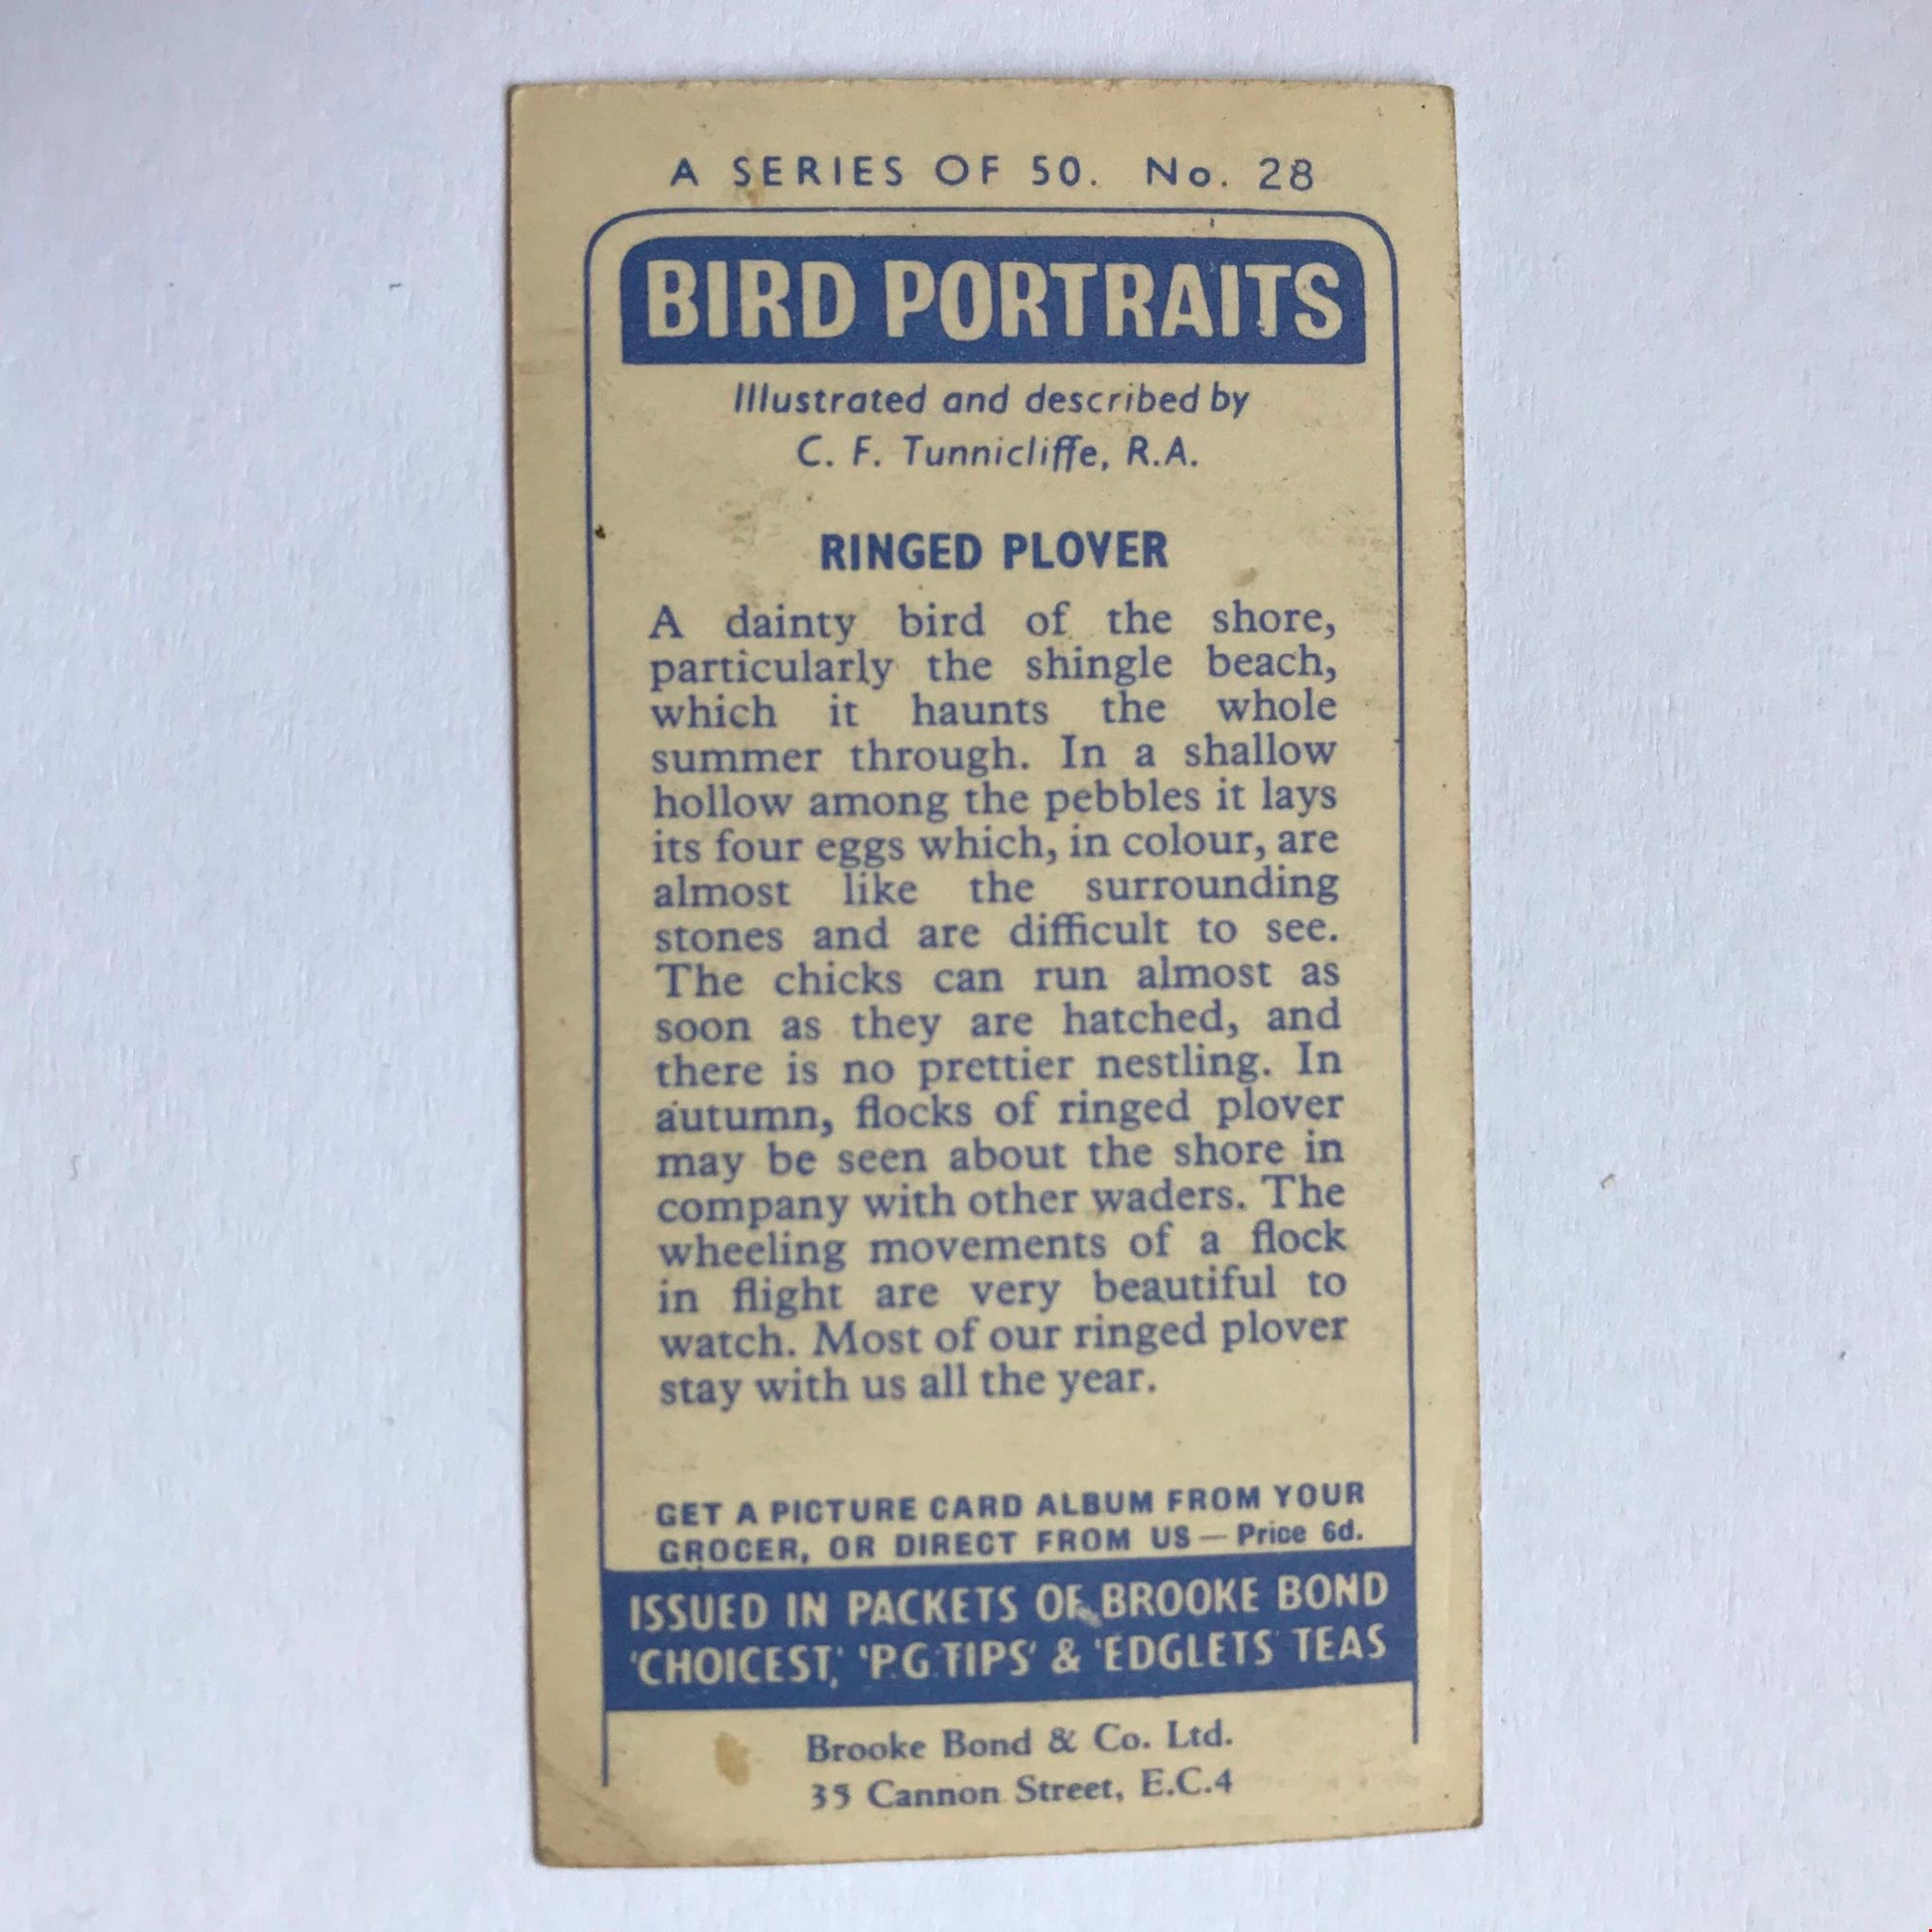 A SERIES OF 50. No. 28
BIRD PORTRAITS
Illustrated and described by
C. F. Tunnicliffe, R.A.
RINGED PLOVER
A dainty bird of the shore,
particularly the shingle beach,
which it haunts the whole
summer through. In a shallow
hollow among the pebbles it lays
its four eggs which, in colour, are
almost like the surrounding
stones and are difficult to see.
The chicks can run almost as
soon as they are hatched, and
there is no prettier nestling. In
autumn, flocks of ringed plover
may be seen about the shore in
company with other waders. The
wheeling movements of a flock
in flight are very beautiful to
watch. Most of our ringed plover
stay with us all the year.
GET A PICTURE CARD ALBUM FROM YOUR
GROCER, OR DIRECT FROM US — Price 6d.
ISSUED IN PACKETS OF BROOKE BOND
'CHOICEST,' 'P.G.TIPS' & 'EDGLETS' TEAS
Brooke Bond & Co. Ltd.
35 Cannon Street, E.C.4